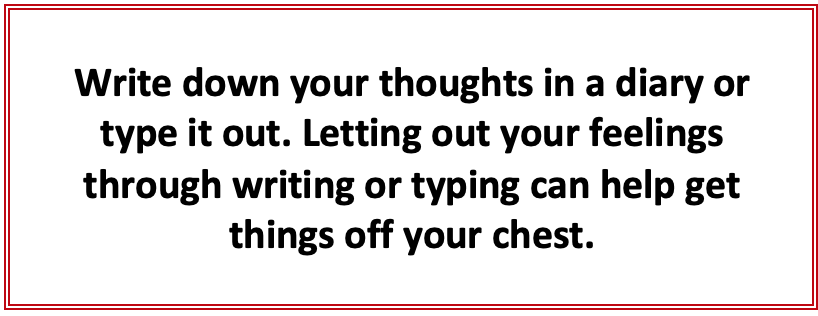 Write down your thoughts in a diary or
type it out. Letting out your feelings
through writing or typing can help get
things off your chest.